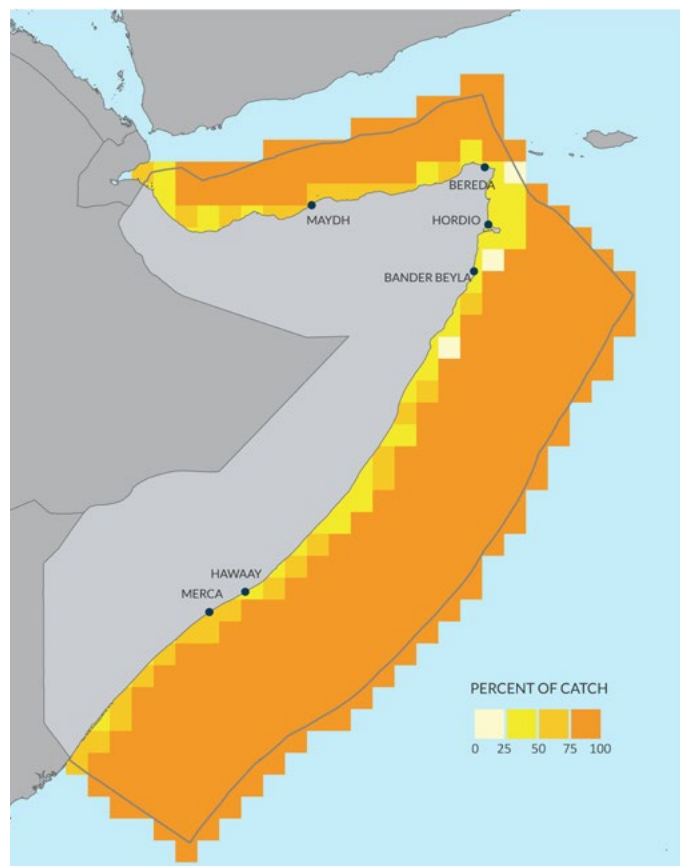 BEREDA
MAYDH
HORDIO
BANDER BEYLA
HAWAAY
MERCA
PERCENT OF CATCH
0 25 50 75 100